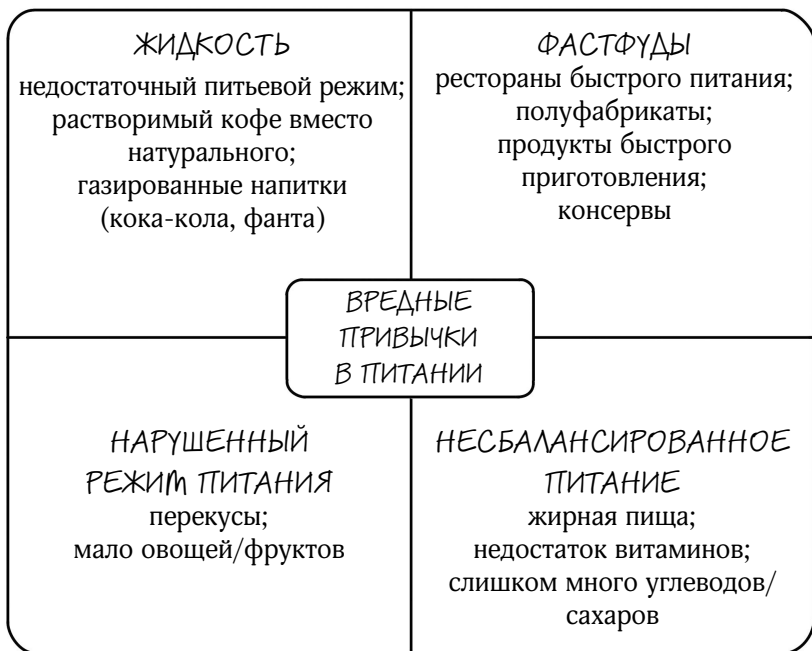 ЖИДКОСТЬ
недостаточный питьевой режим;
растворимый кофе вместо
натурального;
газированные напитки
(кока-кола, фанта)
ФАСТФУДЫ
рестораны быстрого питания;
полуфабрикаты;
продукты быстрого
приготовления;
консервы
ВРЕДНЫЕ
ПРИВЫЧКИ
В ПИТАНИИ
НАРУШЕННЫЙ
РЕЖИМ ПИТАНИЯ
перекусы;
мало овощей/фруктов
НЕСБАЛАНСИРОВАННОЕ
ПИТАНИЕ
жирная пища;
недостаток витаминов;
слишком много углеводов/
сахаров